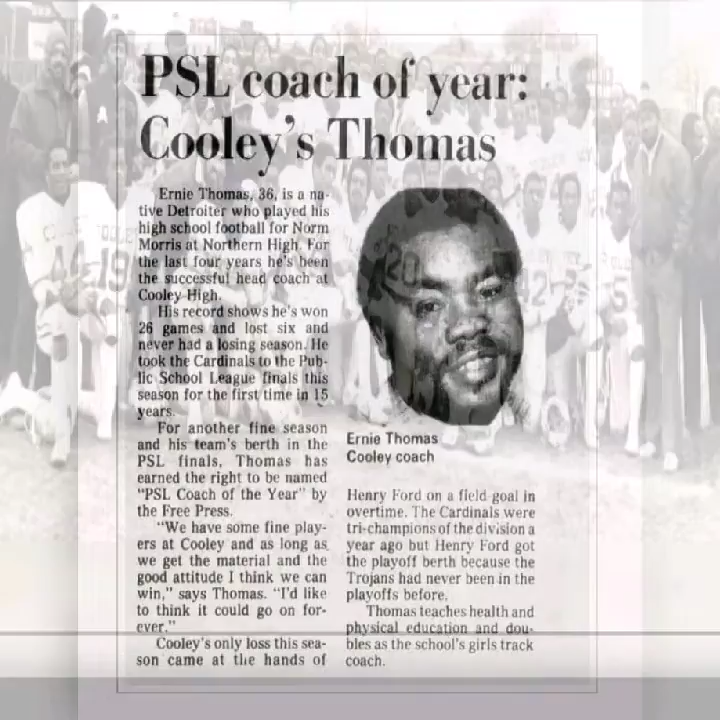 PSL coach of year:
Cooley's Thomas
Ernie Thomas, 36, is a na-
tive Detroiter who played his
high school football for Norm
Morris at Northern High. For
the last four years he's been
the successful head coach at
Cooley High.
His record shows he's won
26 games and lost six and
never had a losing season. He
took the Cardinals to the Pub-
lic School League finals this
season for the first time in 15
years.
For another fine season
and his team's berth in the
PSL finals, Thomas has
earned the right to be named
"PSL Coach of the Year" by
the Free Press.
"We have some fine play-
ers at Cooley and as long as
we get the material and the
good attitude I think we can
win," says Thomas. "I'd like
to think it could go on for-
ever."
Cooley's only loss this sea-
son came at the hands of
Ernie Thomas
Cooley coach
Henry Ford on a field goal in
overtime. The Cardinals were
tri-champions of the division a
year ago but Henry Ford got
the playoff berth because the
Trojans had never been in the
playoffs before.
Thomas teaches health and
physical education and dou-
bles as the school's girls track
coach.